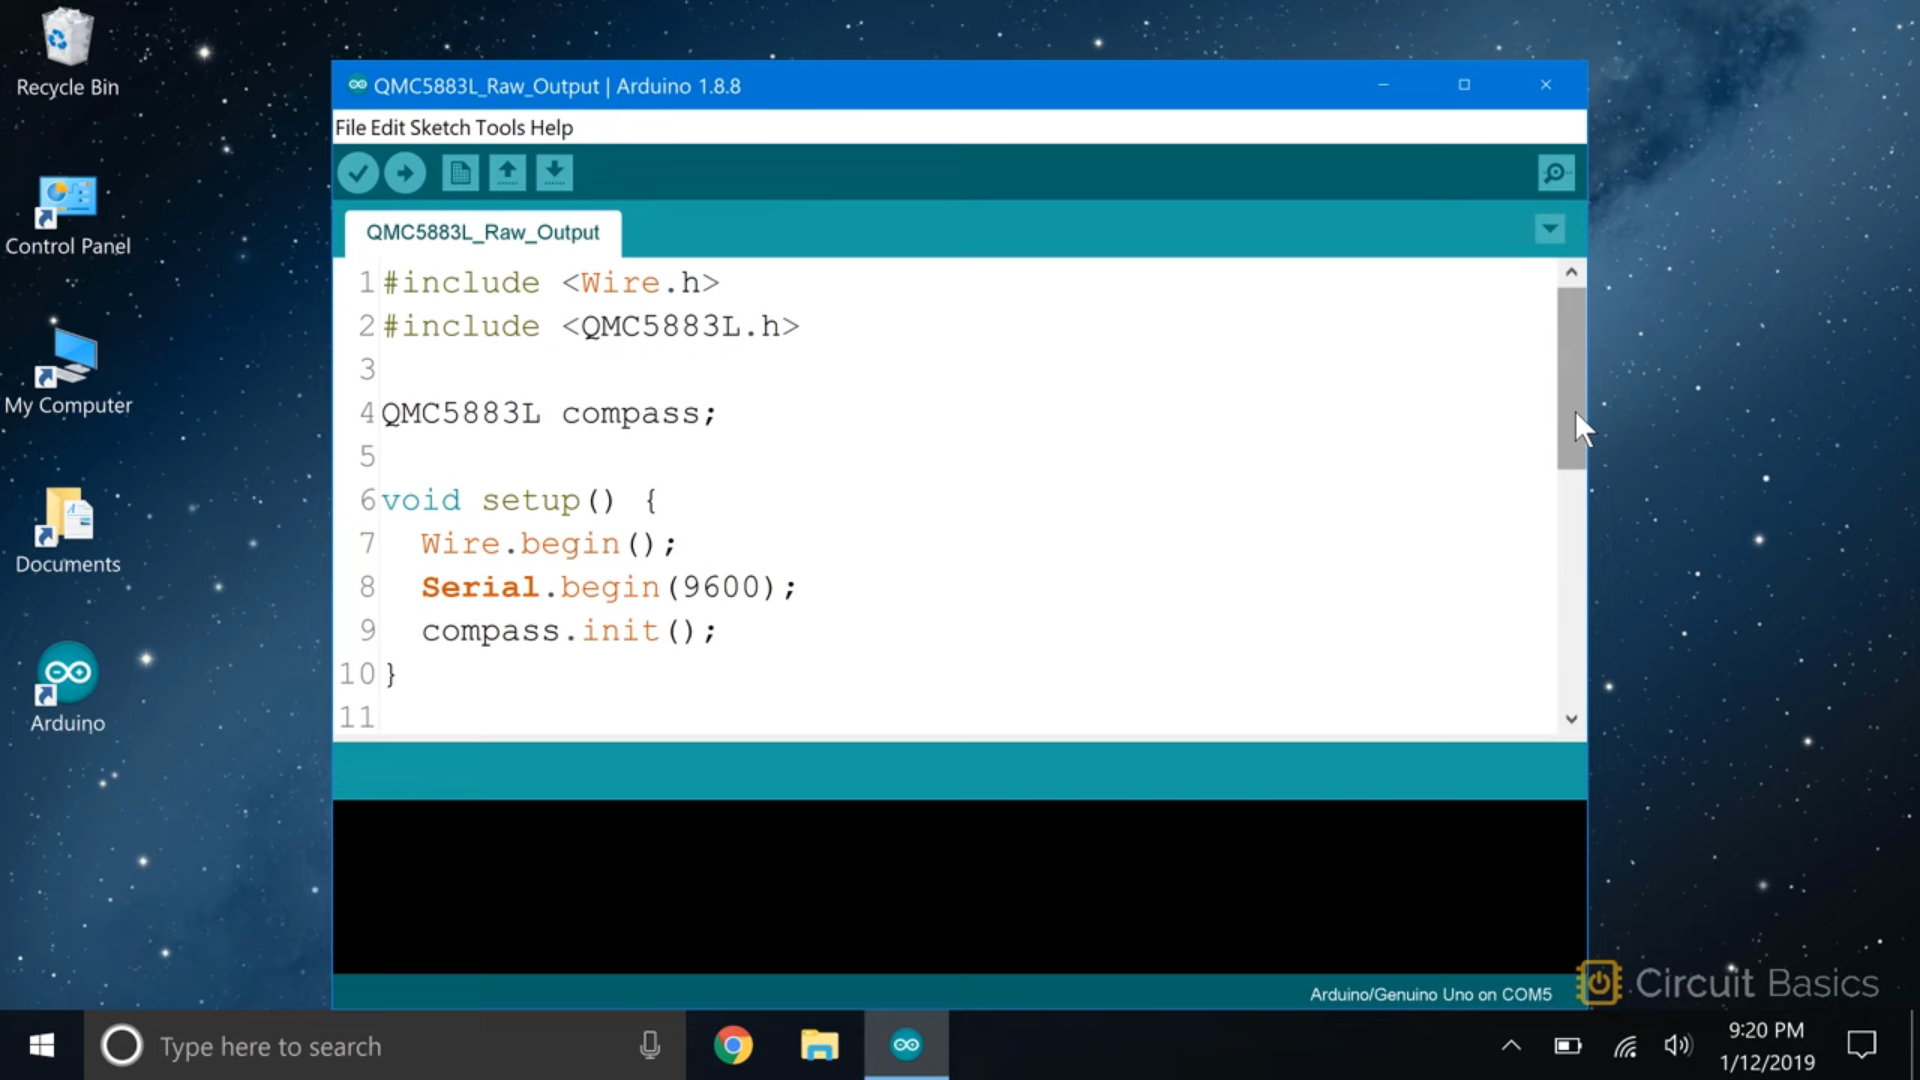 Recycle Bin
Control Panel
My Computer
Documents
Arduino
QMC5883L_Raw_Output | Arduino 1.8.8
File Edit Sketch Tools Help
QMC5883L_Raw_Output
1 #include <Wire.h>
2 #include <QMC5883L.h>
3
4 QMC5883L compass;
5
6 void setup() {
7 Wire.begin();
8 Serial.begin(9600);
9 compass.init();
10 }
11
Arduino/Genuino Uno on COM5
Circuit Basics
Type here to search
9:20 PM
1/12/2019